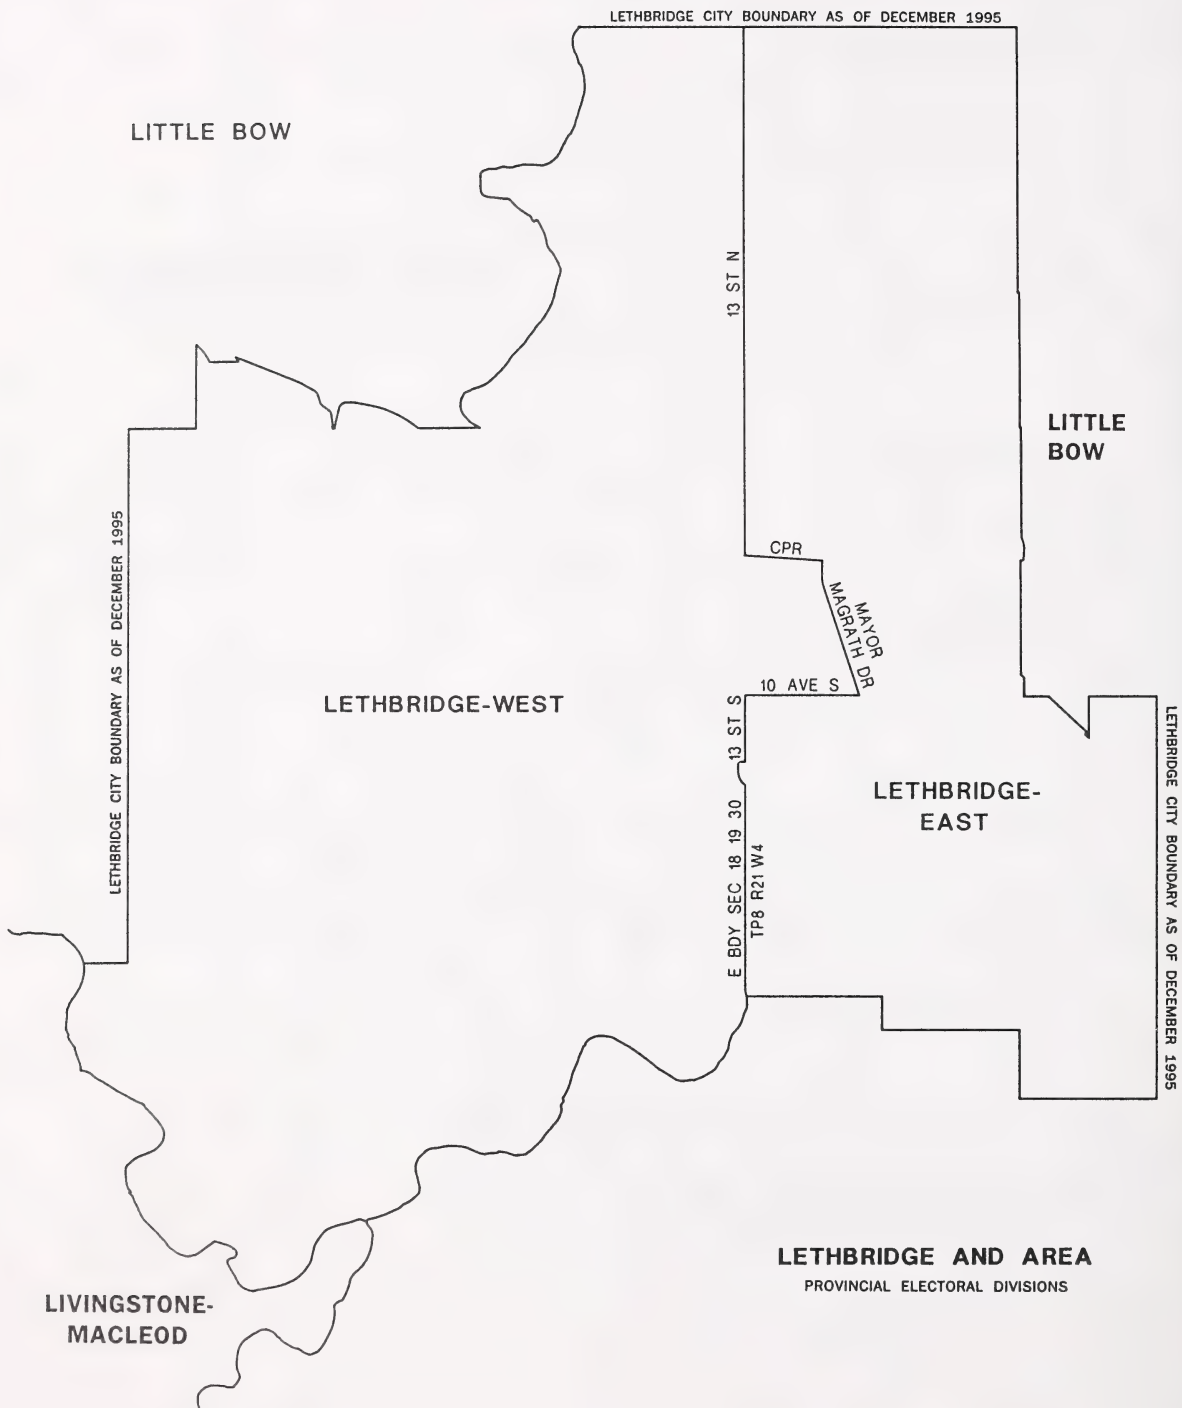 LETHBRIDGE CITY BOUNDARY AS OF DECEMBER 1995
LITTLE BOW
13 ST N
LITTLE
BOW
LETHBRIDGE CITY BOUNDARY AS OF DECEMBER 1995
CPR
MAYOR
MAGRATH DR
10 AVE S
LETHBRIDGE-WEST
13 ST S
LETHBRIDGE-
EAST
E BDY SEC 18 19 30
TP8 R21 W4
LETHBRIDGE CITY BOUNDARY AS OF DECEMBER 1995
LETHBRIDGE AND AREA
PROVINCIAL ELECTORAL DIVISIONS
LIVINGSTONE-
MACLEOD